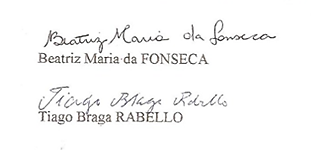 Beatriz Maria da Fonseca
Beatriz Maria da FONSECA
Tiago Braga Rabello
Tiago Braga RABELLO